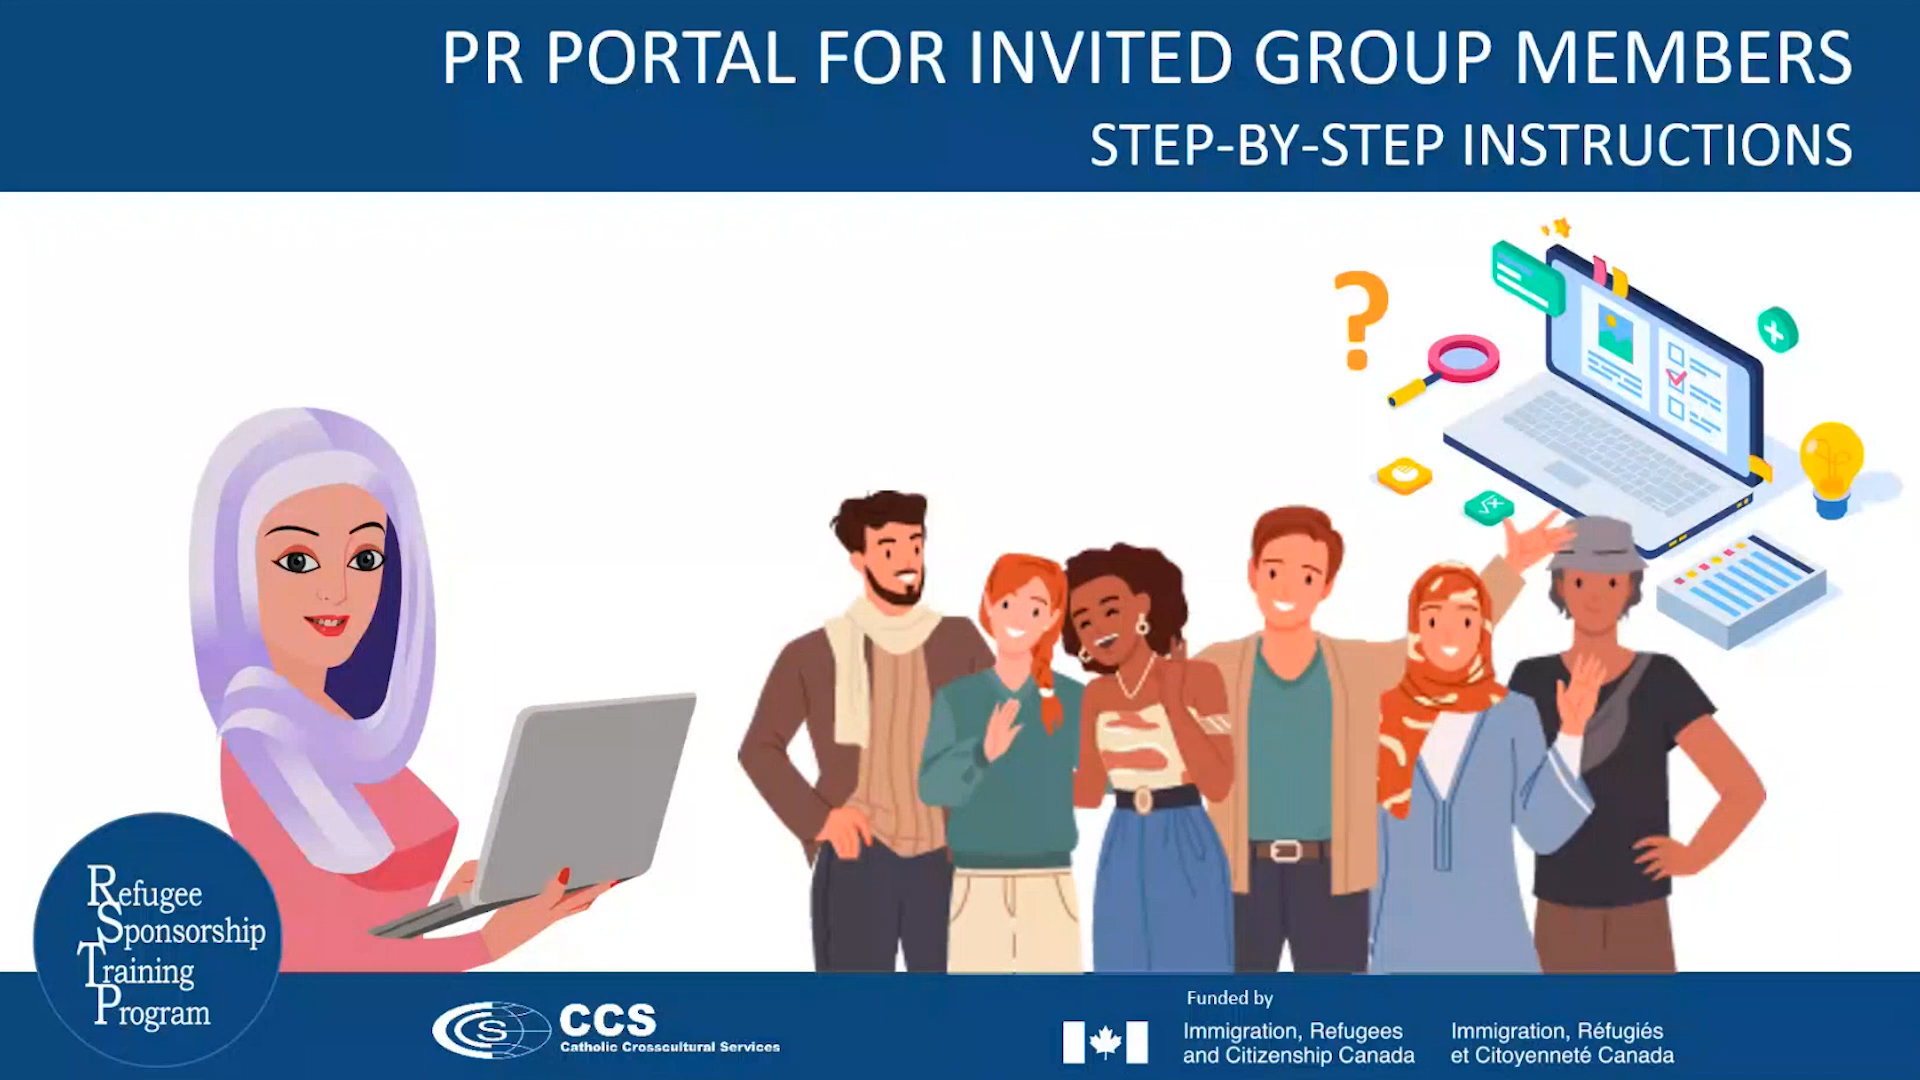 PR PORTAL FOR INVITED GROUP MEMBERS
STEP-BY-STEP INSTRUCTIONS
?
√x
Refugee
Sponsorship
Training
Program
CCS
CCS
Catholic Crosscultural Services
Funded by
Immigration, Refugees
and Citizenship Canada
Immigration, Réfugiés
et Citoyenneté Canada